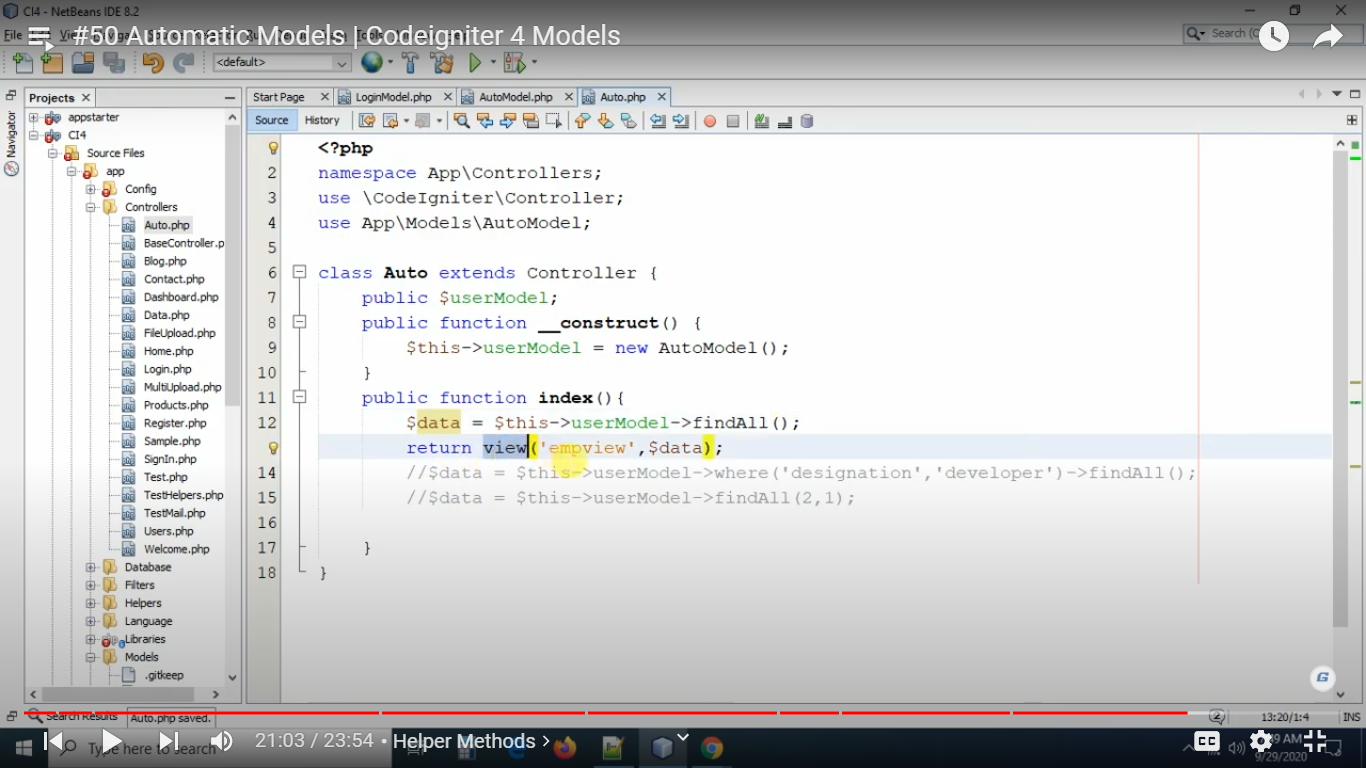 CI4 - NetBeans IDE 8.2
#50 Automatic Models | Codeigniter 4 Models
File
Search (C
<default>
Projects
Navigator
appstarter
CI4
Source Files
app
Config
Controllers
Auto.php
BaseController.p
Blog.php
Contact.php
Dashboard.php
Data.php
FileUpload.php
Home.php
Login.php
MultiUpload.php
Products.php
Register.php
Sample.php
SignIn.php
Test.php
TestHelpers.php
TestMail.php
Users.php
Welcome.php
Database
Filters
Helpers
Language
Libraries
Models
.gitkeep
Start Page LoginModel.php AutoModel.php Auto.php
Source History
<?php
2 namespace App\Controllers;
3 use \CodeIgniter\Controller;
4 use App\Models\AutoModel;
5
6 class Auto extends Controller {
7 public $userModel;
8 public function __construct() {
9 $this->userModel = new AutoModel();
10 }
11 public function index(){
12 $data = $this->userModel->findAll();
return view('empview',$data);
14 //$data = $this->userModel->where('designation','developer')->findAll();
15 //$data = $this->userModel->findAll(2,1);
16
17 }
18 }
G
Search Results Auto.php saved.
2 13:20/1:4 INS
Type here to search
21:03 / 23:54 • Helper Methods >
CC
39 AM
9/29/2020